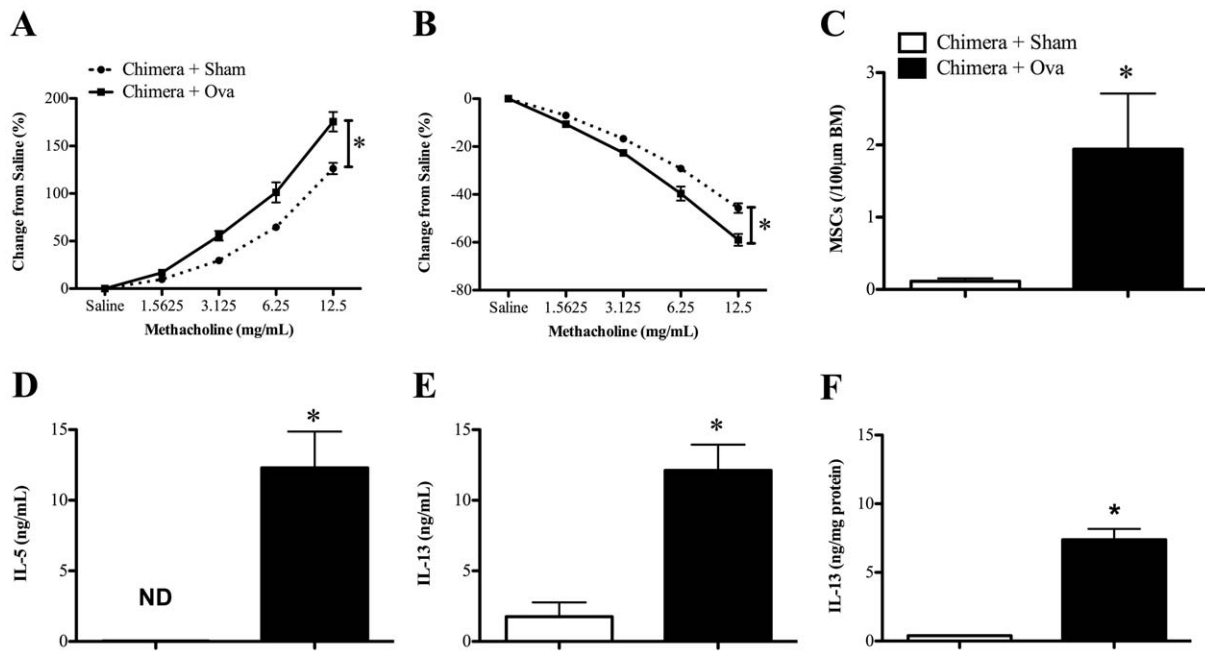 A
B
C
Chimera + Sham
Chimera + Ova
Chimera + Sham
Chimera + Ova
Change from Saline (%)
200
150
100
50
0
*
Saline 1.5625 3.125 6.25 12.5
Methacholine (mg/mL)
Change from Saline (%)
0
-20
-40
-60
-80
*
Saline 1.5625 3.125 6.25 12.5
Methacholine (mg/mL)
MSCs (/100µm BM)
3
2
1
0
*
D
E
F
IL-5 (ng/mL)
15
10
5
0
ND
*
IL-13 (ng/mL)
15
10
5
0
*
IL-13 (ng/mg protein)
15
10
5
0
*